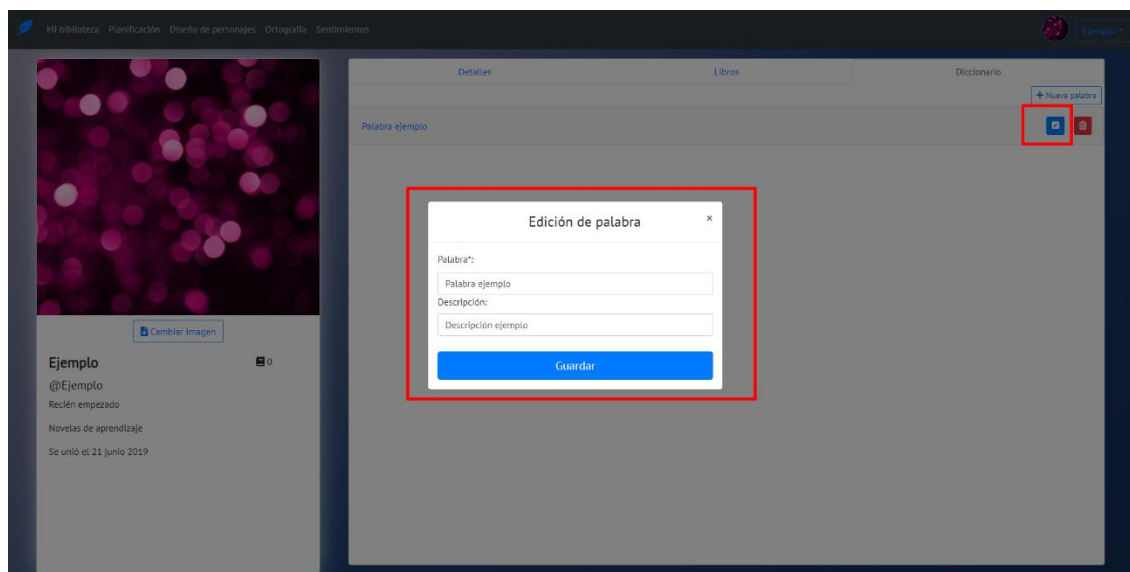 Mi biblioteca Planificación Diseño de personajes Ortografía Sentimientos
Ejemplo
Detalles Libros Diccionario
Nueva palabra
Palabra ejemplo
Edición de palabra ×
Palabra*:
Palabra ejemplo
Descripción:
Descripción ejemplo
Guardar
Cambiar imagen
Ejemplo 0
@Ejemplo
Recién empezado
Novelas de aprendizaje
Se unió el 21 junio 2019